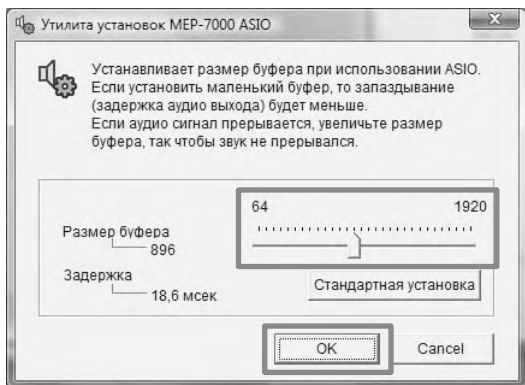 Утилита установок MEP-7000 ASIO
Устанавливает размер буфера при использовании ASIO.
Если установить маленький буфер, то запаздывание
(задержка аудио выхода) будет меньше.
Если аудио сигнал прерывается, увеличьте размер
буфера, так чтобы звук не прерывался.
64 1920
Размер буфера
896
Задержка
18,6 мсек
Стандартная установка
OK Cancel